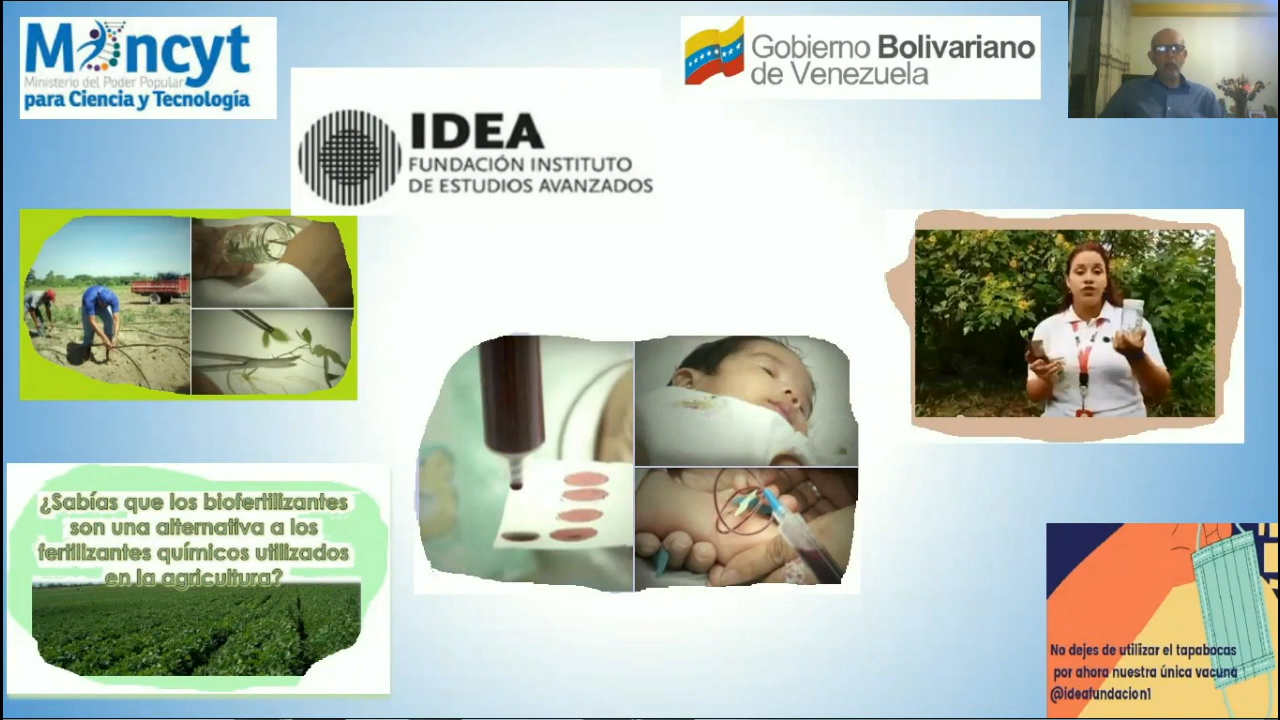 Mincyt
Ministerio del Poder Popular
para Ciencia y Tecnología
Gobierno Bolivariano
de Venezuela
IDEA
FUNDACIÓN INSTITUTO
DE ESTUDIOS AVANZADOS
¿Sabías que los biofertilizantes
son una alternativa a los
fertilizantes químicos utilizados
en la agricultura?
No dejes de utilizar el tapabocas
por ahora nuestra única vacuna
@ideafundacion1